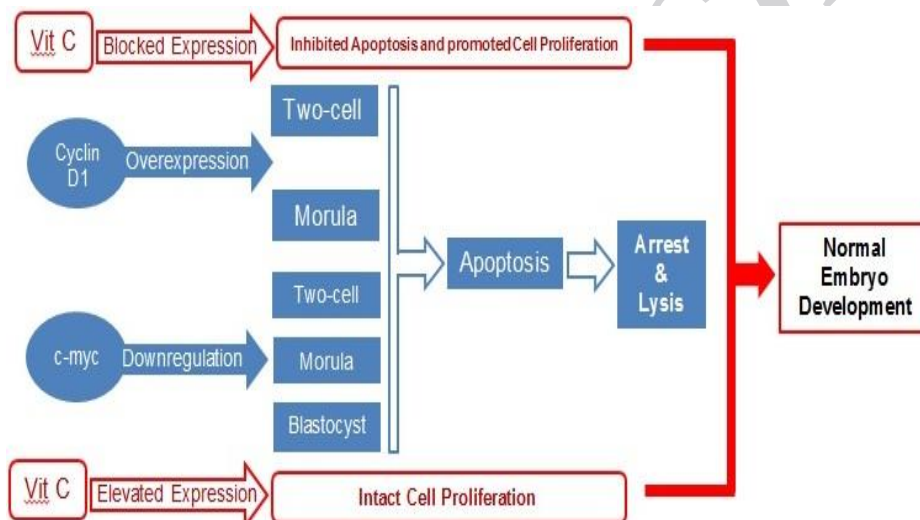 Vit C
Blocked Expression
Inhibited Apoptosis and promoted Cell Proliferation
Two-cell
Cyclin
D1
Overexpression
Morula
Apoptosis
Arrest
&
Lysis
Normal
Embryo
Development
Two-cell
c-myc
Downregulation
Morula
Blastocyst
Vit C
Elevated Expression
Intact Cell Proliferation